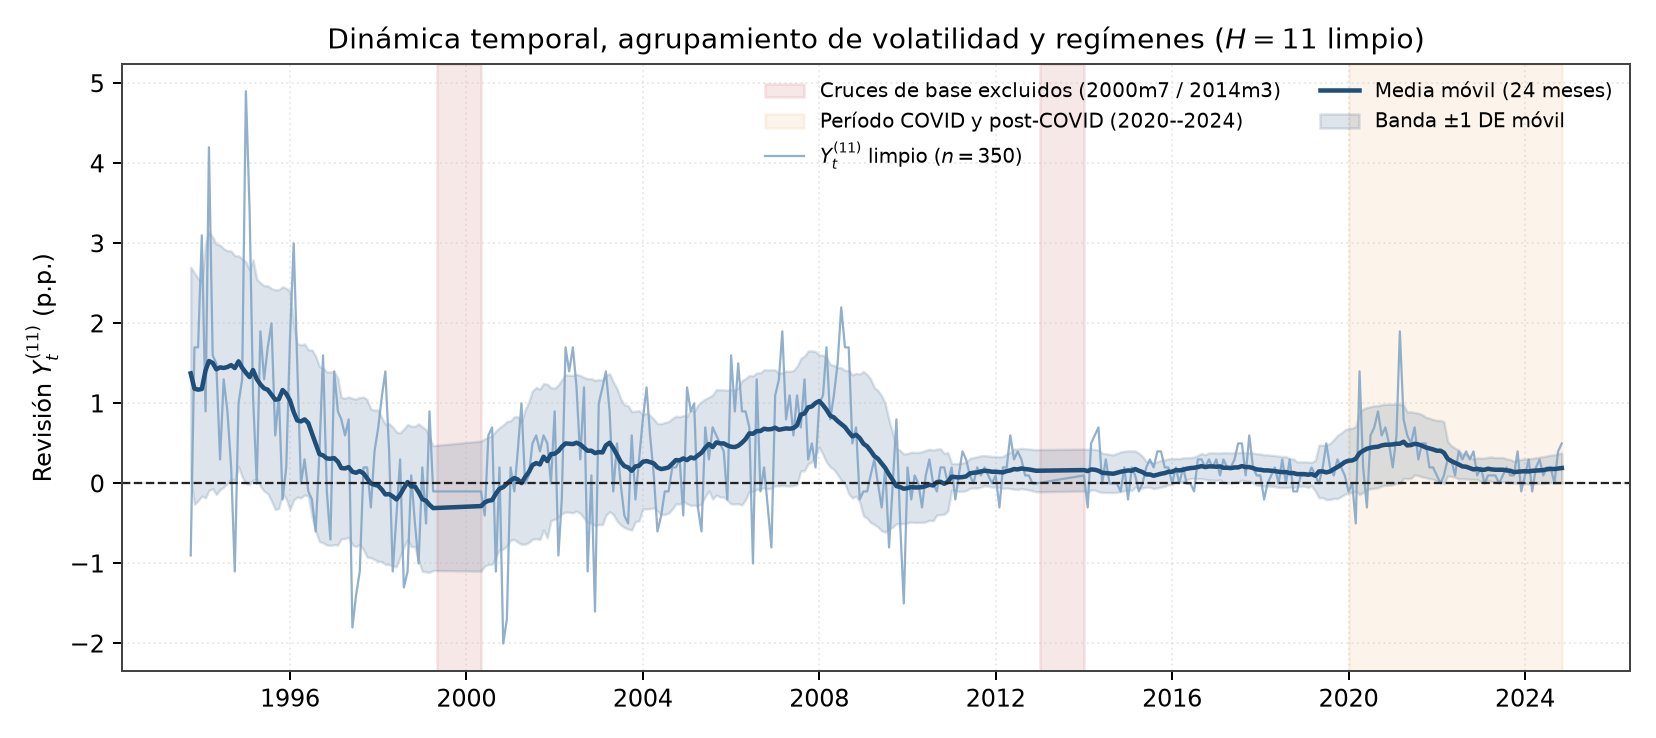 Dinámica temporal, agrupamiento de volatilidad y regímenes (H = 11 limpio)
Cruces de base excluidos (2000m7 / 2014m3)
Período COVID y post-COVID (2020--2024)
Y_t^(11) limpio (n = 350)
Media móvil (24 meses)
Banda ±1 DE móvil
Revisión Y_t^(11) (p.p.)
5
4
3
2
1
0
−1
−2
1996 2000 2004 2008 2012 2016 2020 2024